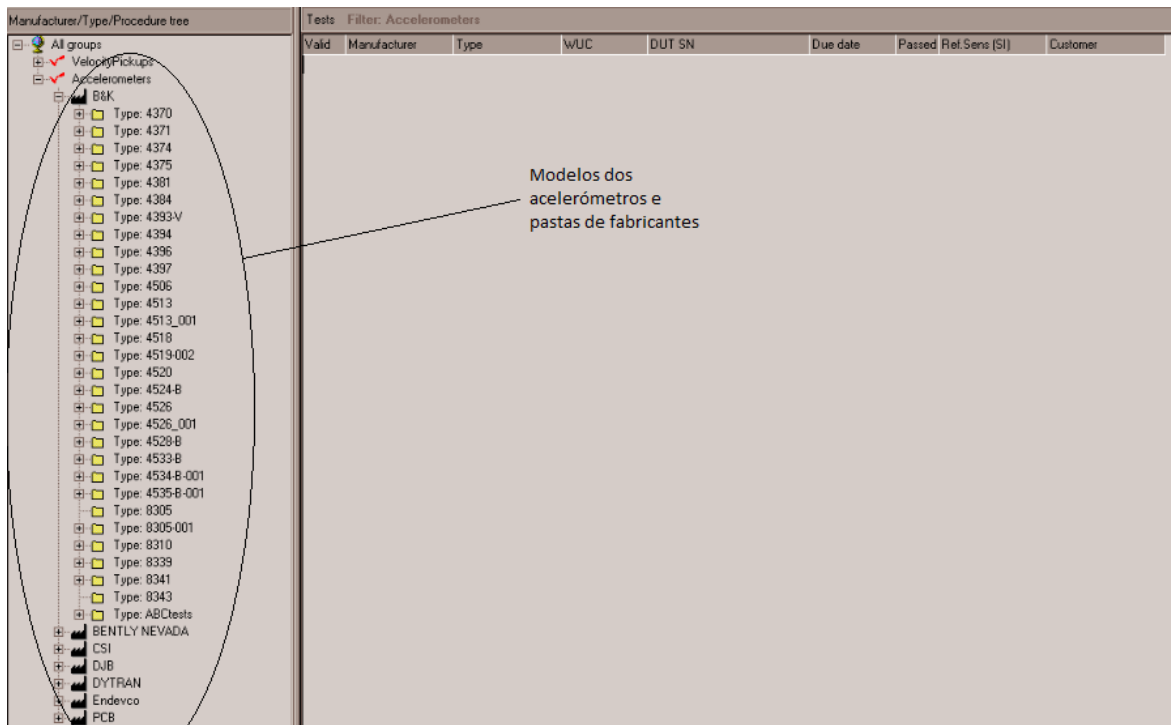 Manufacturer/Type/Procedure tree
Tests Filter: Accelerometers
Valid Manufacturer Type WUC DUT SN Due date Passed Ref.Sens (SI) Customer
All groups
VelocityPickups
Accelerometers
B&K
Type: 4370
Type: 4371
Type: 4374
Type: 4375
Type: 4381
Type: 4384
Type: 4393-V
Type: 4394
Type: 4396
Type: 4397
Type: 4506
Type: 4513
Type: 4513_001
Type: 4518
Type: 4519-002
Type: 4520
Type: 4524-B
Type: 4526
Type: 4526_001
Type: 4528-B
Type: 4533-B
Type: 4534-B-001
Type: 4535-B-001
Type: 8305
Type: 8305-001
Type: 8310
Type: 8339
Type: 8341
Type: 8343
Type: ABCtests
BENTLY NEVADA
CSI
DJB
DYTRAN
Endevco
PCB
Modelos dos
acelerómetros e
pastas de fabricantes